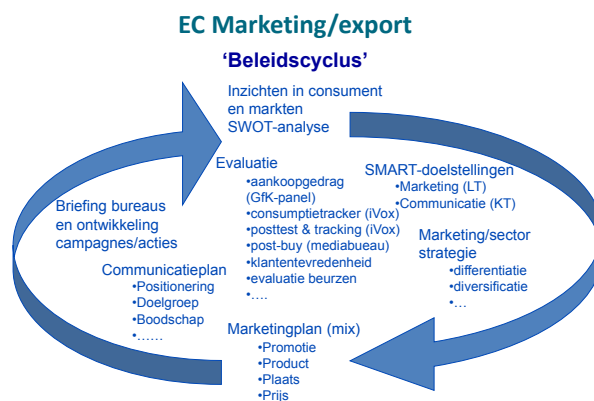 EC Marketing/export
‘Beleidscyclus’
Inzichten in consument
en markten
SWOT-analyse
SMART-doelstellingen
•Marketing (LT)
•Communicatie (KT)
Marketing/sector
strategie
•differentiatie
•diversificatie
•…
Marketingplan (mix)
•Promotie
•Product
•Plaats
•Prijs
Communicatieplan
•Positionering
•Doelgroep
•Boodschap
•……
Briefing bureaus
en ontwikkeling
campagnes/acties
Evaluatie
•aankoopgedrag
(GfK-panel)
•consumptietracker (iVox)
•posttest & tracking (iVox)
•post-buy (mediabueau)
•klantentevredenheid
•evaluatie beurzen
•….